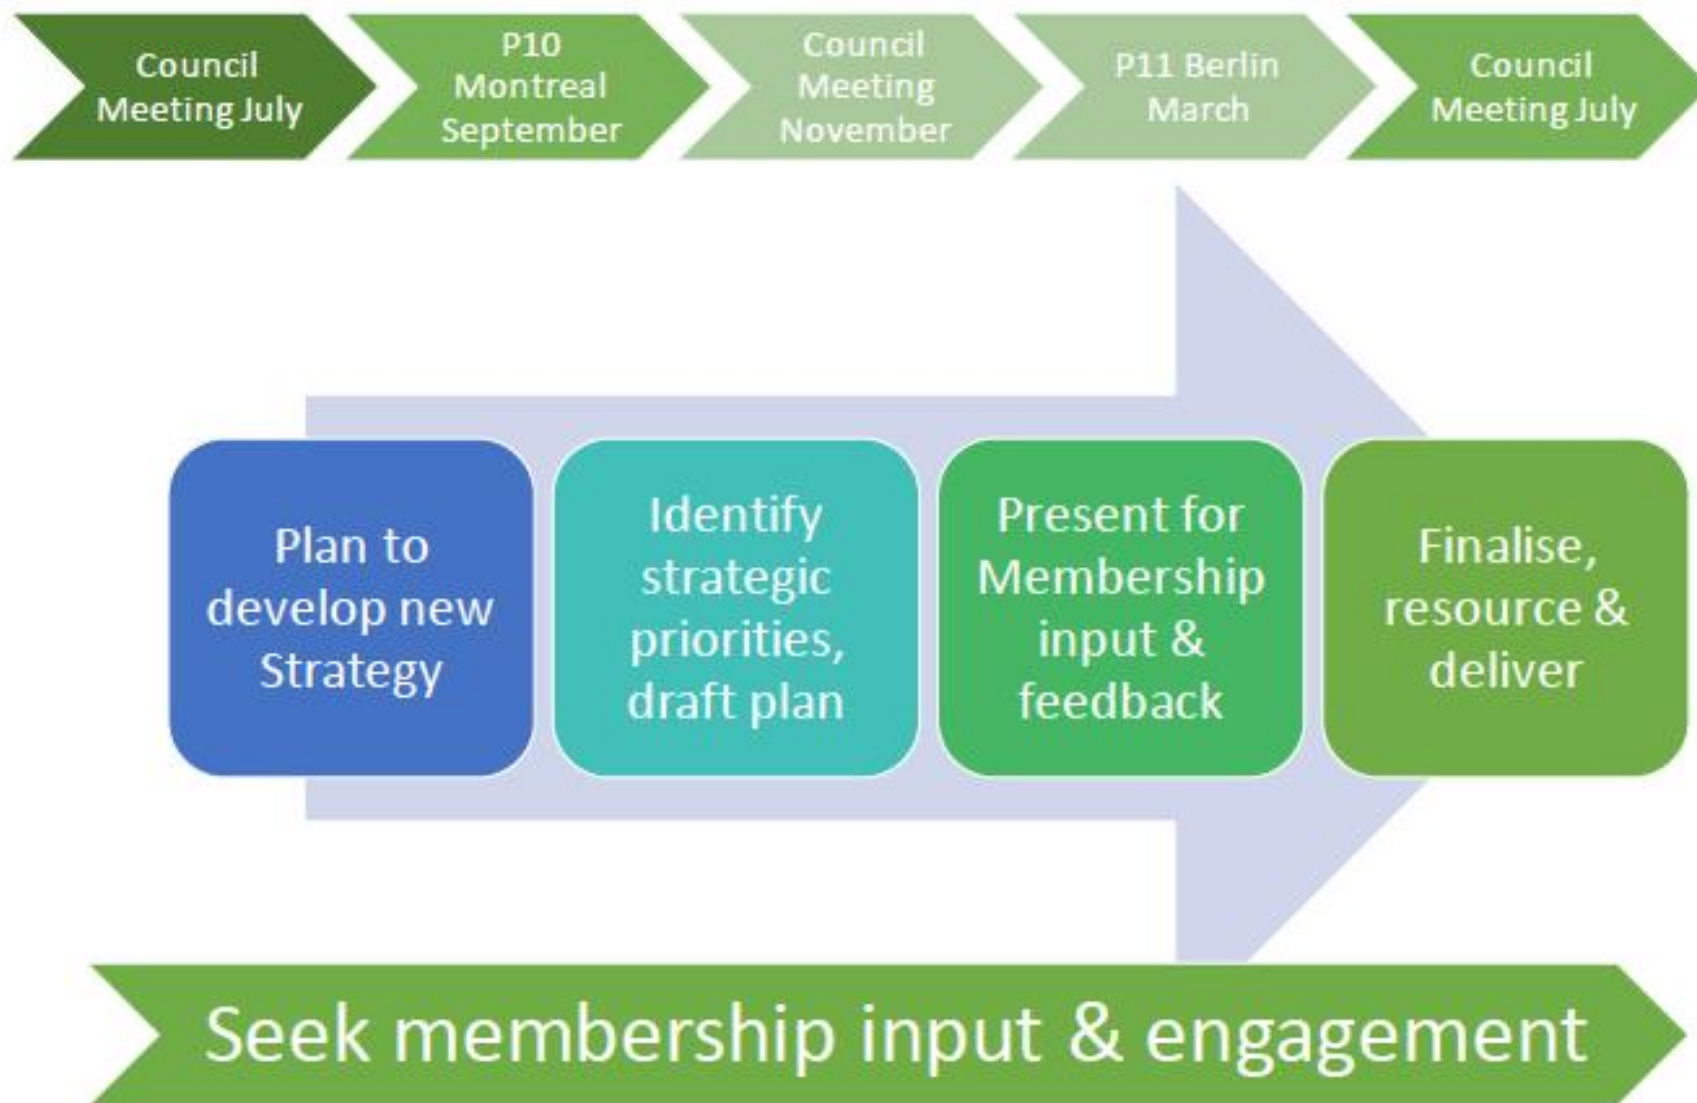 Council
Meeting July
P10
Montreal
September
Council
Meeting
November
P11 Berlin
March
Council
Meeting July
Plan to
develop new
Strategy
Identify
strategic
priorities,
draft plan
Present for
Membership
input &
feedback
Finalise,
resource &
deliver
Seek membership input & engagement